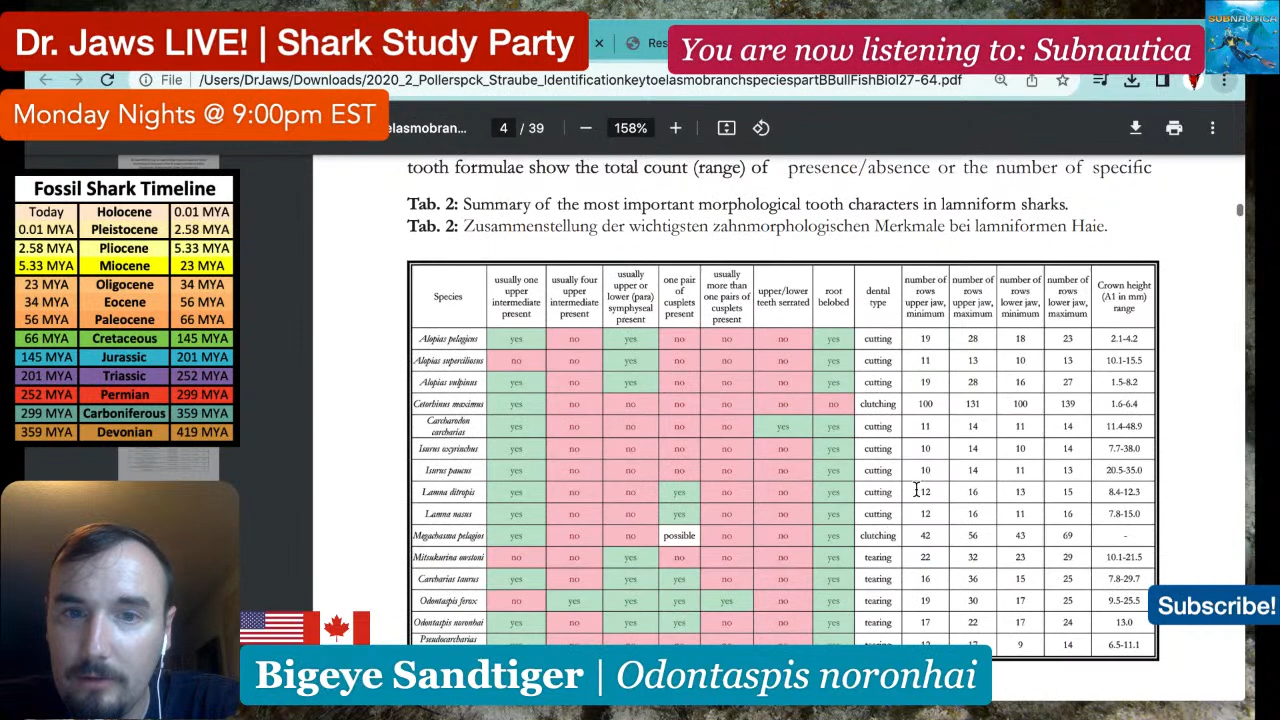 Dr. Jaws LIVE! | Shark Study Party
You are now listening to: Subnautica
SUBNAUTICA
Monday Nights @ 9:00pm EST
File /Users/DrJaws/Downloads/2020_2_Pollerspck_Straube_IdentificationkeytoelasmobranchspeciespartBBullFishBiol27-64.pdf
elasmobran... 4 / 39 158%
tooth formulae show the total count (range) of presence/absence or the number of specific
Tab. 2: Summary of the most important morphological tooth characters in lamniform sharks.
Tab. 2: Zusammenstellung der wichtigsten zahnmorphologischen Merkmale bei lamniformen Haie.
Fossil Shark Timeline
Today Holocene 0.01 MYA
0.01 MYA Pleistocene 2.58 MYA
2.58 MYA Pliocene 5.33 MYA
5.33 MYA Miocene 23 MYA
23 MYA Oligocene 34 MYA
34 MYA Eocene 56 MYA
56 MYA Paleocene 66 MYA
66 MYA Cretaceous 145 MYA
145 MYA Jurassic 201 MYA
201 MYA Triassic 252 MYA
252 MYA Permian 299 MYA
299 MYA Carboniferous 359 MYA
359 MYA Devonian 419 MYA
Species usually one upper intermediate present usually four upper intermediate present usually upper or lower (para) symphyseal present one pair of cusplets present usually more than one pairs of cusplets present upper/lower teeth serrated root belobed dental type number of rows upper jaw, minimum number of rows upper jaw, maximum number of rows lower jaw, minimum number of rows lower jaw, maximum Crown height (A1 in mm) range
Alopias pelagicus yes no yes no no no yes cutting 19 28 18 23 2.1-4.2
Alopias superciliosus no no yes no no no yes cutting 11 13 10 13 10.1-15.5
Alopias vulpinus yes no yes no no no yes cutting 19 28 16 27 1.5-8.2
Cetorhinus maximus yes no no no no no no clutching 100 131 100 139 1.6-6.4
Carcharodon carcharias yes no no no no yes yes cutting 11 14 11 14 11.4-48.9
Isurus oxyrinchus yes no no no no no yes cutting 10 14 10 14 7.7-38.0
Isurus paucus yes no no no no no yes cutting 10 14 11 13 20.5-35.0
Lamna ditropis yes no no yes no no yes cutting 12 16 13 15 8.4-12.3
Lamna nasus yes no no yes no no yes cutting 12 16 11 16 7.8-15.0
Megachasma pelagios yes no no possible no no yes clutching 42 56 43 69 -
Mitsukurina owstoni no no yes no no no yes tearing 22 32 23 29 10.1-21.5
Carcharias taurus yes no yes yes no no yes tearing 16 36 15 25 7.8-29.7
Odontaspis ferox no yes yes yes yes no yes tearing 19 30 17 25 9.5-25.5
Odontaspis noronhai yes no yes yes no no yes tearing 17 22 17 24 13.0
Pseudocarcharias 9 14 6.5-11.1
Subscribe!
Bigeye Sandtiger | Odontaspis noronhai